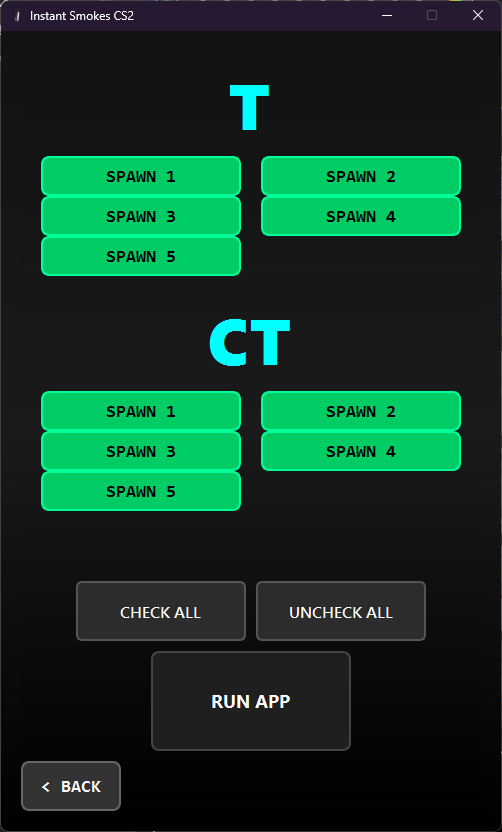 Instant Smokes CS2
T
SPAWN 1 SPAWN 2
SPAWN 3 SPAWN 4
SPAWN 5
CT
SPAWN 1 SPAWN 2
SPAWN 3 SPAWN 4
SPAWN 5
CHECK ALL UNCHECK ALL
RUN APP
< BACK